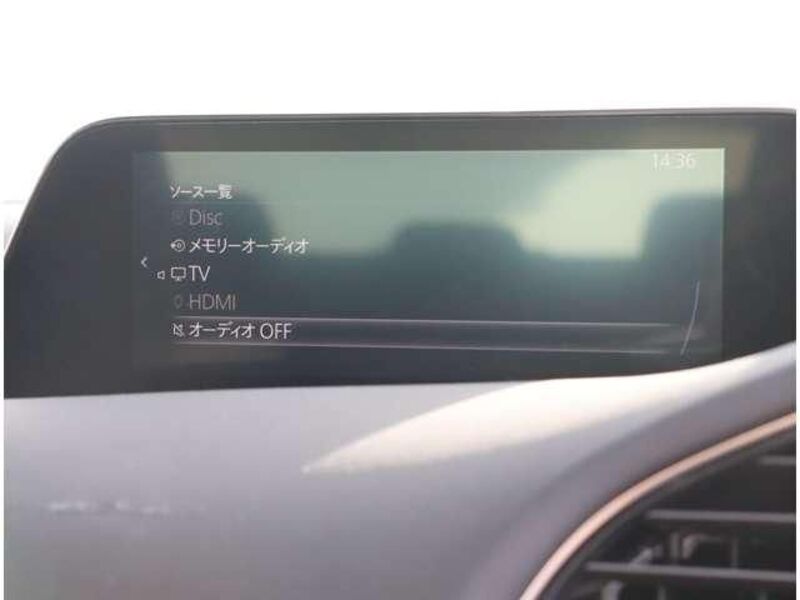 14:36
ソース一覧
Disc
メモリーオーディオ
TV
HDMI
オーディオ OFF